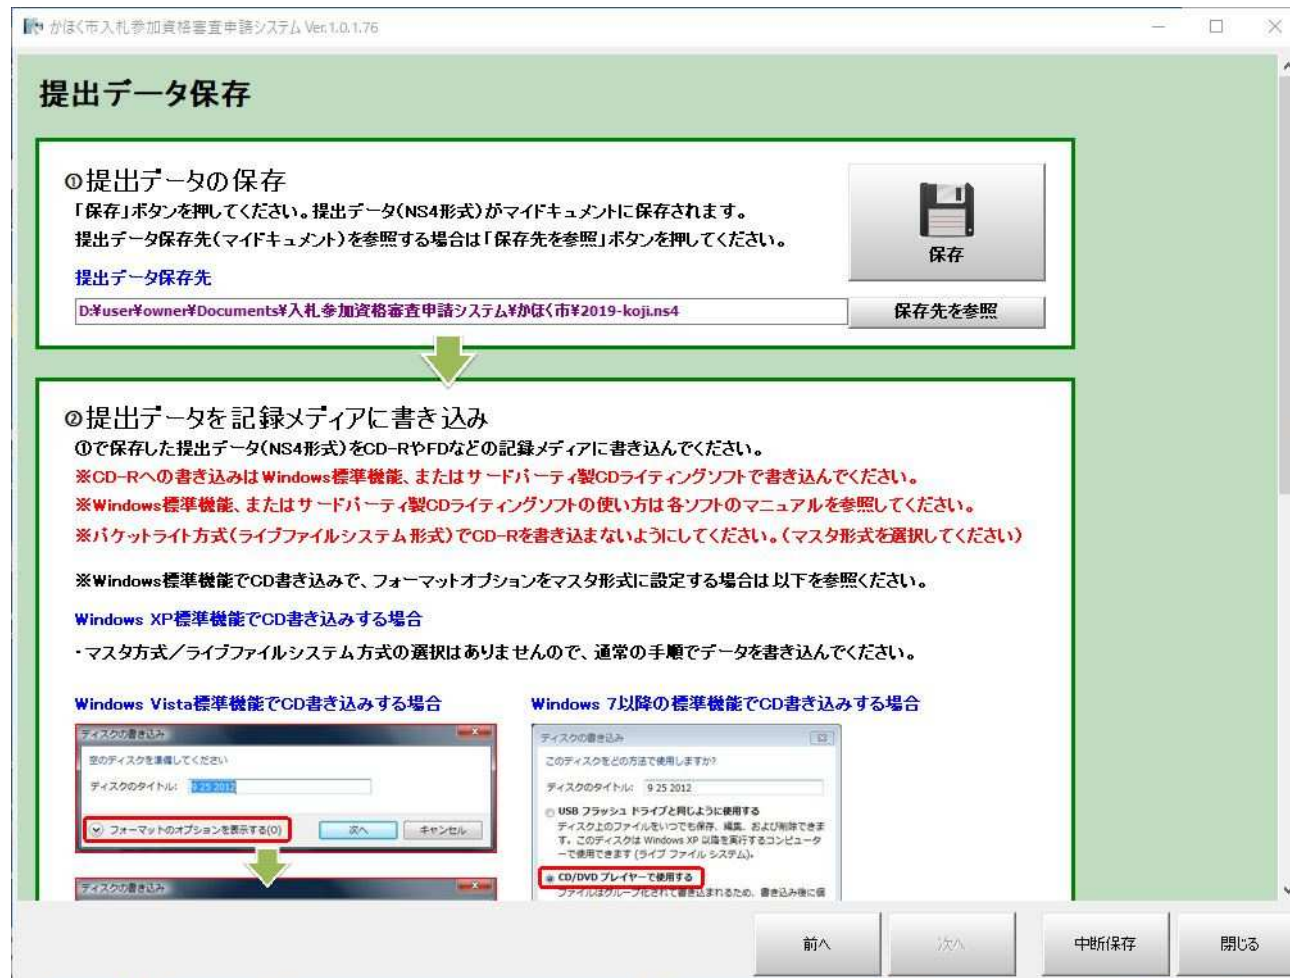 かほく市入札参加資格審査申請システム Ver.1.0.1.76
提出データ保存
①提出データの保存
「保存」ボタンを押してください。提出データ(NS4形式)がマイドキュメントに保存されます。
提出データ保存先(マイドキュメント)を参照する場合は「保存先を参照」ボタンを押してください。
保存
提出データ保存先
D:¥user¥owner¥Documents¥入札参加資格審査申請システム¥かほく市¥2019-koji.ns4
保存先を参照
②提出データを記録メディアに書き込み
①で保存した提出データ(NS4形式)をCD-RやFDなどの記録メディアに書き込んでください。
※CD-Rへの書き込みはWindows標準機能、またはサードパーティ製CDライティングソフトで書き込んでください。
※Windows標準機能、またはサードパーティ製CDライティングソフトの使い方は各ソフトのマニュアルを参照してください。
※パケットライト方式(ライブファイルシステム形式)でCD-Rを書き込まないようにしてください。(マスタ形式を選択してください)
※Windows標準機能でCD書き込みで、フォーマットオプションをマスタ形式に設定する場合は以下を参照ください。
Windows XP標準機能でCD書き込みする場合
・マスタ方式／ライブファイルシステム方式の選択はありませんので、通常の手順でデータを書き込んでください。
Windows Vista標準機能でCD書き込みする場合
ディスクの書き込み
空のディスクを準備してください
ディスクのタイトル: 9 25 2012
フォーマットのオプションを表示する(O) 次へ キャンセル
ディスクの書き込み
Windows 7以降の標準機能でCD書き込みする場合
ディスクの書き込み
このディスクをどの方法で使用しますか?
ディスクのタイトル: 9 25 2012
USB フラッシュ ドライブと同じように使用する
ディスク上のファイルをいつでも保存、編集、および削除できま
す。このディスクは Windows XP 以降を実行するコンピュータ
ーで使用できます (ライブ ファイル システム)。
CD/DVD プレイヤーで使用する
ファイルはグループ化されて書き込まれるため、書き込み後に個
前へ 次へ 中断保存 閉じる